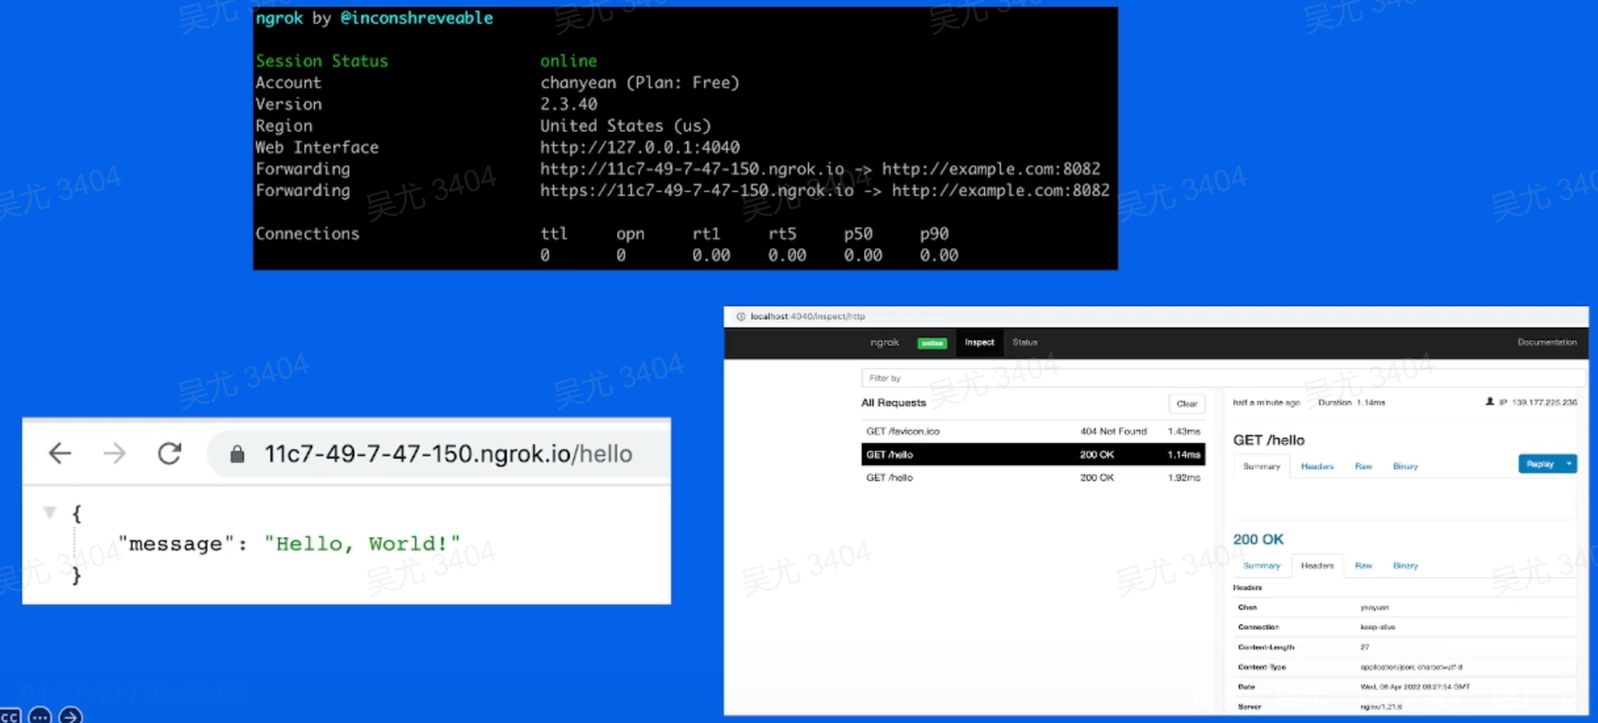 ngrok by @inconshreveable
Session Status online
Account chanyean (Plan: Free)
Version 2.3.40
Region United States (us)
Web Interface http://127.0.0.1:4040
Forwarding http://11c7-49-7-47-150.ngrok.io -> http://example.com:8082
Forwarding https://11c7-49-7-47-150.ngrok.io -> http://example.com:8082
Connections ttl opn rt1 rt5 p50 p90
0 0 0.00 0.00 0.00 0.00
11c7-49-7-47-150.ngrok.io/hello
{
"message": "Hello, World!"
}
localhost:4040/inspect/http
ngrok online Inspect Status Documentation
Filter by
All Requests Clear
GET /favicon.ico 404 Not Found 1.43ms
GET /hello 200 OK 1.14ms
GET /hello 200 OK 1.92ms
half a minute ago Duration 1.14ms IP 139.177.225.236
GET /hello
Summary Headers Raw Binary Replay
200 OK
Summary Headers Raw Binary
Headers
Chen ynoyuan
Connection keep-alive
Content-Length 27
Content-Type application/json; charset=utf-8
Date Wed, 06 Apr 2022 08:27:54 GMT
Server nginx/1.21.6
吴尤 3404
01:27:12 / 01:36:02
CC